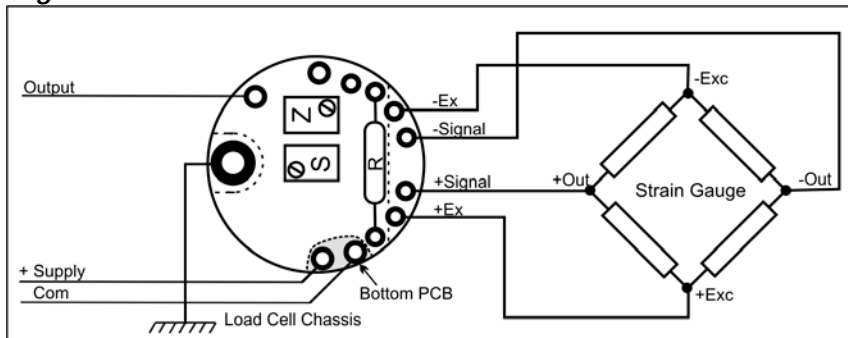 Output
Z
S
R
-Ex
-Signal
+Signal
+Ex
-Exc
+Out
Strain Gauge
-Out
+Exc
+ Supply
Com
Bottom PCB
Load Cell Chassis